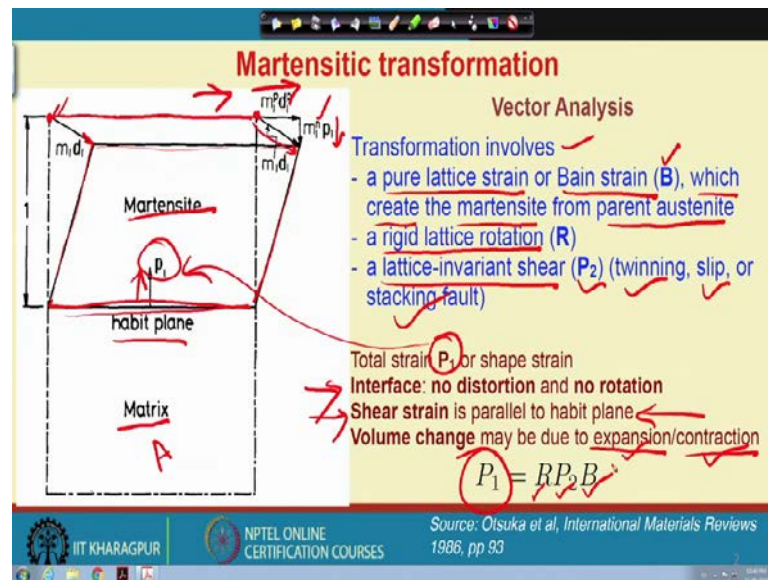 Martensitic transformation
Vector Analysis
Transformation involves
- a pure lattice strain or Bain strain (B), which
create the martensite from parent austenite
- a rigid lattice rotation (R)
- a lattice-invariant shear (P₂) (twinning, slip, or
stacking fault)
Total strain P₁ or shape strain
Interface: no distortion and no rotation
Shear strain is parallel to habit plane
Volume change may be due to expansion/contraction
P₁ = RP₂B
m₁d₁
m₁ᵖd₁ᵖ
m₁ⁿp₁
m₁d₁
1
Martensite
p₁
habit plane
Matrix
A
IIT KHARAGPUR
NPTEL ONLINE
CERTIFICATION COURSES
Source: Otsuka et al, International Materials Reviews
1986, pp 93
2